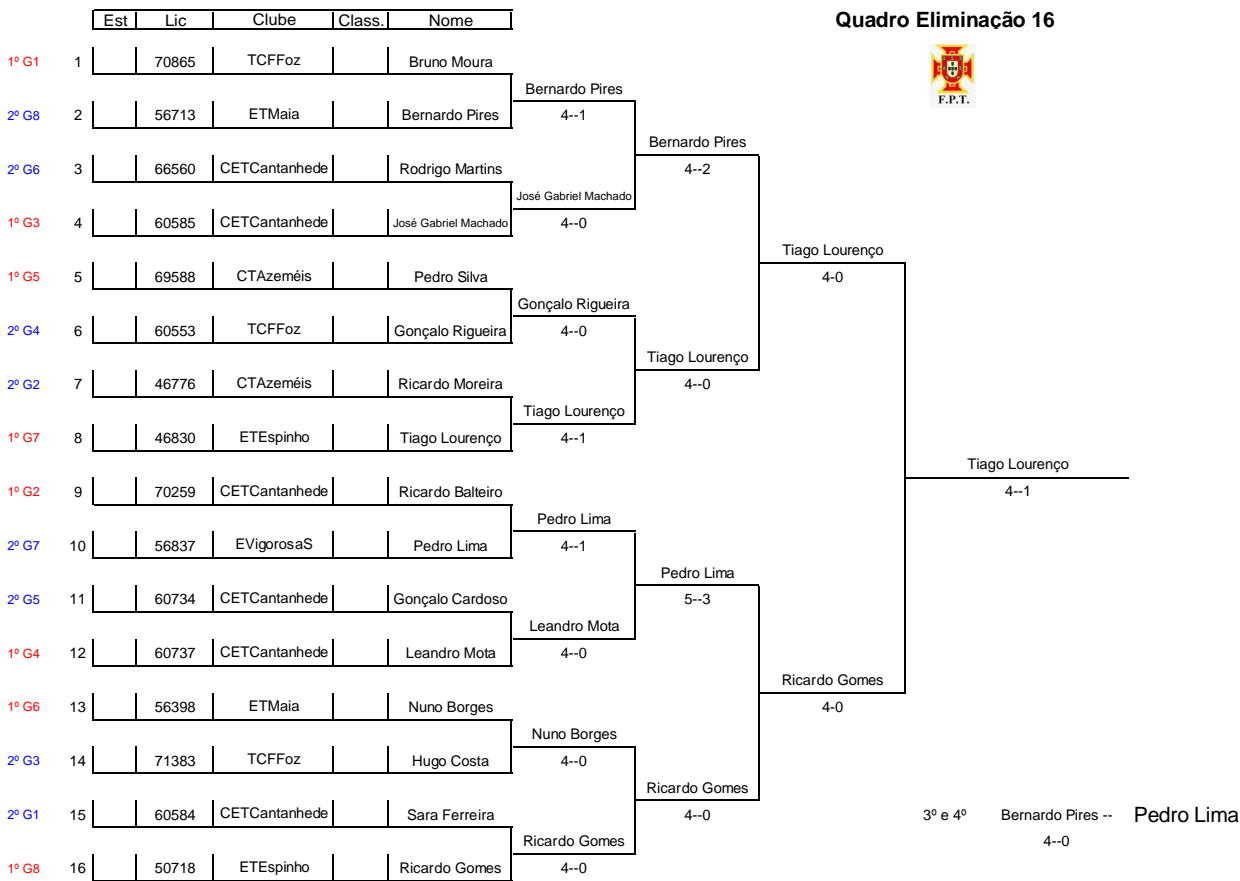 Est Lic Clube Class. Nome
Quadro Eliminação 16
F.P.T.
1º G1 1 70865 TCFFoz Bruno Moura
Bernardo Pires
2º G8 2 56713 ETMaia Bernardo Pires 4--1
Bernardo Pires
2º G6 3 66560 CETCantanhede Rodrigo Martins 4--2
José Gabriel Machado
1º G3 4 60585 CETCantanhede José Gabriel Machado 4--0
Tiago Lourenço
1º G5 5 69588 CTAzeméis Pedro Silva 4-0
Gonçalo Rigueira
2º G4 6 60553 TCFFoz Gonçalo Rigueira 4--0
Tiago Lourenço
2º G2 7 46776 CTAzeméis Ricardo Moreira 4--0
Tiago Lourenço
1º G7 8 46830 ETEspinho Tiago Lourenço 4--1
Tiago Lourenço
1º G2 9 70259 CETCantanhede Ricardo Balteiro 4--1
Pedro Lima
2º G7 10 56837 EVigorosaS Pedro Lima 4--1
Pedro Lima
2º G5 11 60734 CETCantanhede Gonçalo Cardoso 5--3
Leandro Mota
1º G4 12 60737 CETCantanhede Leandro Mota 4--0
Ricardo Gomes
1º G6 13 56398 ETMaia Nuno Borges 4-0
Nuno Borges
2º G3 14 71383 TCFFoz Hugo Costa 4--0
Ricardo Gomes
2º G1 15 60584 CETCantanhede Sara Ferreira 4--0 3º e 4º Bernardo Pires -- Pedro Lima
Ricardo Gomes 4--0
1º G8 16 50718 ETEspinho Ricardo Gomes 4--0